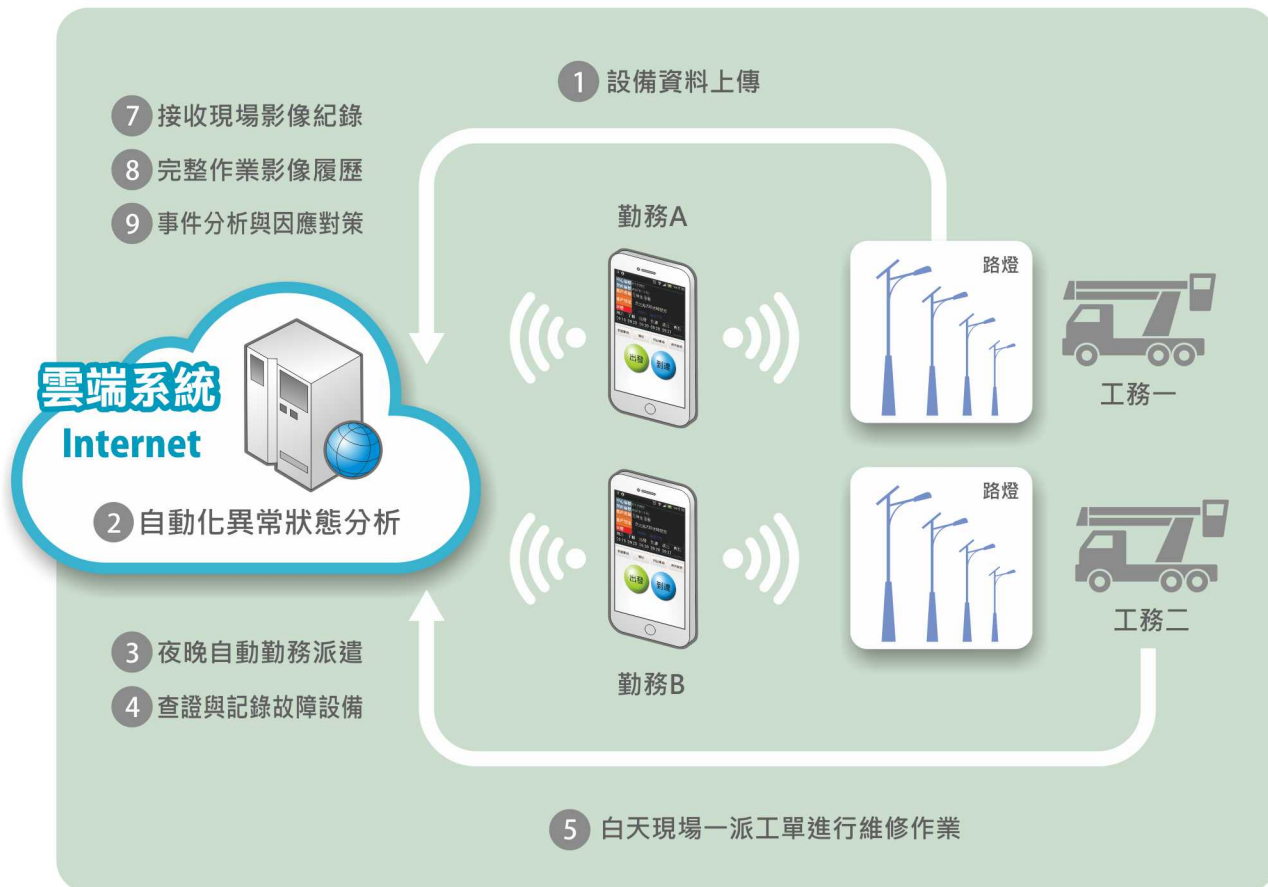 1 設備資料上傳
7 接收現場影像紀錄
8 完整作業影像履歷
9 事件分析與因應對策
勤務A
出發 到達
路燈
工務一
雲端系統
Internet
2 自動化異常狀態分析
出發 到達
路燈
工務二
3 夜晚自動勤務派遣
4 查證與記錄故障設備
勤務B
5 白天現場一派工單進行維修作業